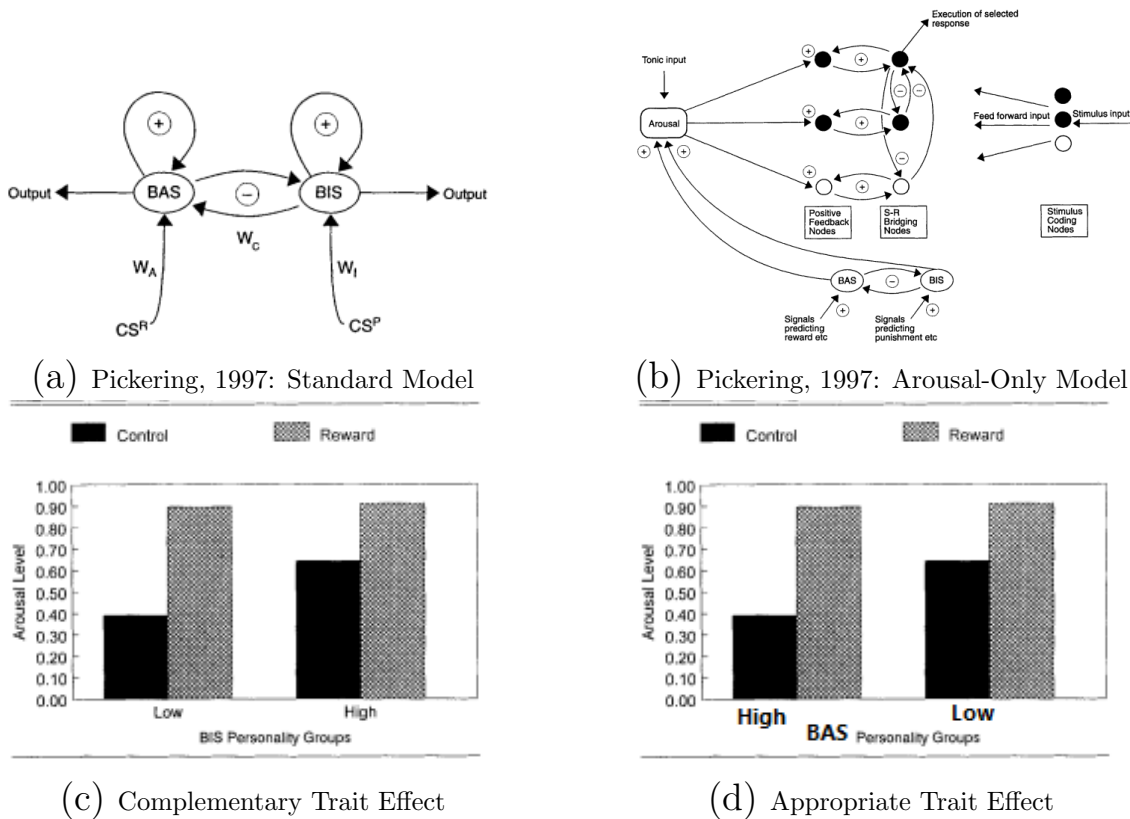 +
+
Output
BAS
−
BIS
Output
W_C
W_A
W_I
CS^R
CS^P
(a) Pickering, 1997: Standard Model
Execution of selected
response
Tonic input
+
+
−
−
Arousal
+
+
Feed forward input
Stimulus input
+
+
−
+
+
Positive
Feedback
Nodes
S-R
Bridging
Nodes
Stimulus
Coding
Nodes
BAS
−
BIS
Signals
predicting
reward etc
+
Signals
predicting
punishment etc
+
(b) Pickering, 1997: Arousal-Only Model
Control
Reward
1.00
0.90
0.80
0.70
0.60
0.50
0.40
0.30
0.20
0.10
0.00
Arousal Level
Low
High
BIS Personality Groups
(c) Complementary Trait Effect
Control
Reward
1.00
0.90
0.80
0.70
0.60
0.50
0.40
0.30
0.20
0.10
0.00
Arousal Level
High
Low
BAS Personality Groups
(d) Appropriate Trait Effect